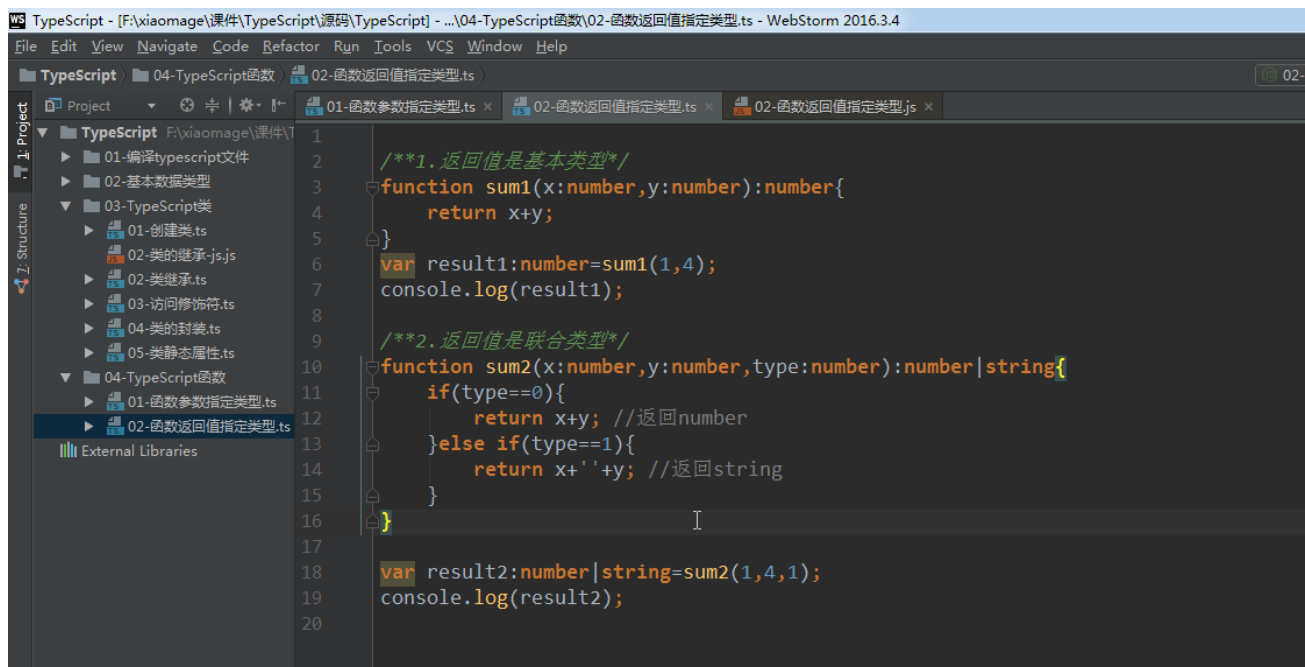 TypeScript - [F:\xiaomage\课件\TypeScript\源码\TypeScript] - ...\04-TypeScript函数\02-函数返回值指定类型.ts - WebStorm 2016.3.4
File Edit View Navigate Code Refactor Run Tools VCS Window Help
TypeScript 04-TypeScript函数 02-函数返回值指定类型.ts 02-
Project 01-函数参数指定类型.ts × 02-函数返回值指定类型.ts × 02-函数返回值指定类型.js ×
1: Project
7: Structure
TypeScript F:\xiaomage\课件\T
01-编译typescript文件
02-基本数据类型
03-TypeScript类
01-创建类.ts
02-类的继承-js.js
02-类继承.ts
03-访问修饰符.ts
04-类的封装.ts
05-类静态属性.ts
04-TypeScript函数
01-函数参数指定类型.ts
02-函数返回值指定类型.ts
External Libraries
1
2 /**1.返回值是基本类型*/
3 function sum1(x:number,y:number):number{
4 return x+y;
5 }
6 var result1:number=sum1(1,4);
7 console.log(result1);
8
9 /**2.返回值是联合类型*/
10 function sum2(x:number,y:number,type:number):number|string{
11 if(type==0){
12 return x+y; //返回number
13 }else if(type==1){
14 return x+''+y; //返回string
15 }
16 }
17
18 var result2:number|string=sum2(1,4,1);
19 console.log(result2);
20